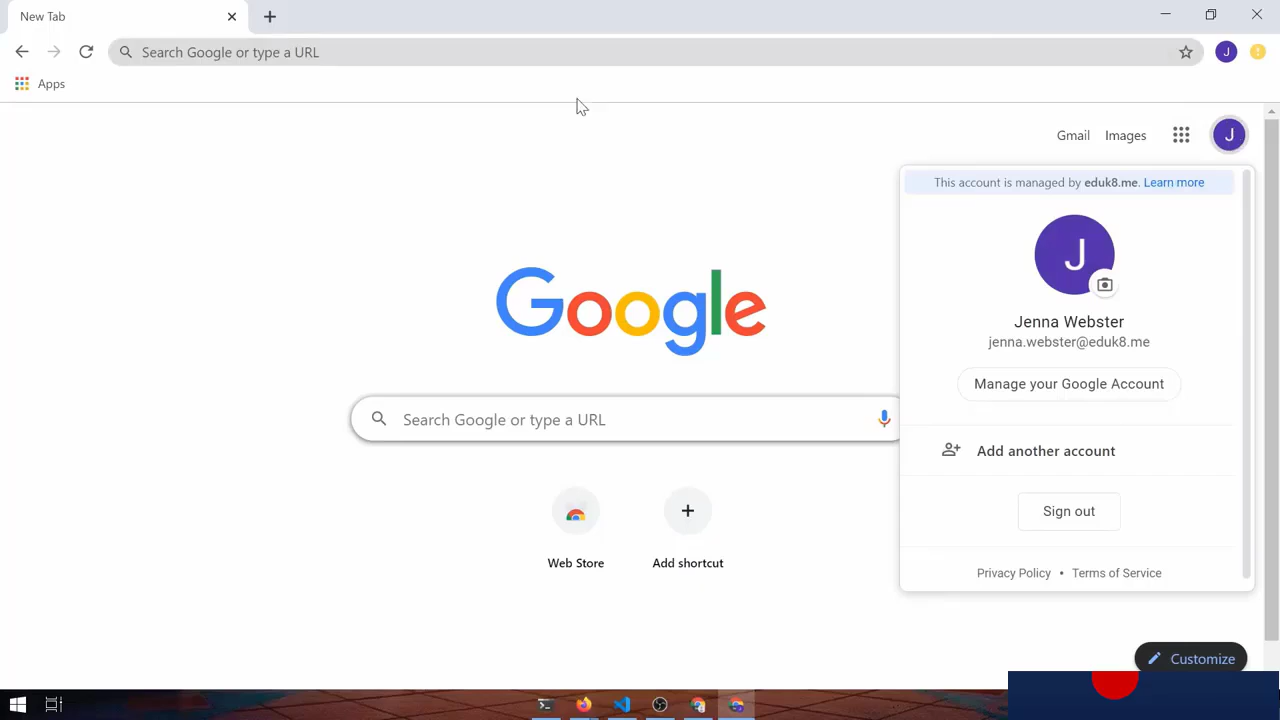 New Tab
Search Google or type a URL
Apps
Gmail Images
J
This account is managed by eduk8.me. Learn more
J
Jenna Webster
jenna.webster@eduk8.me
Manage your Google Account
Google
Search Google or type a URL
Add another account
Sign out
Web Store
Add shortcut
Privacy Policy • Terms of Service
Customize